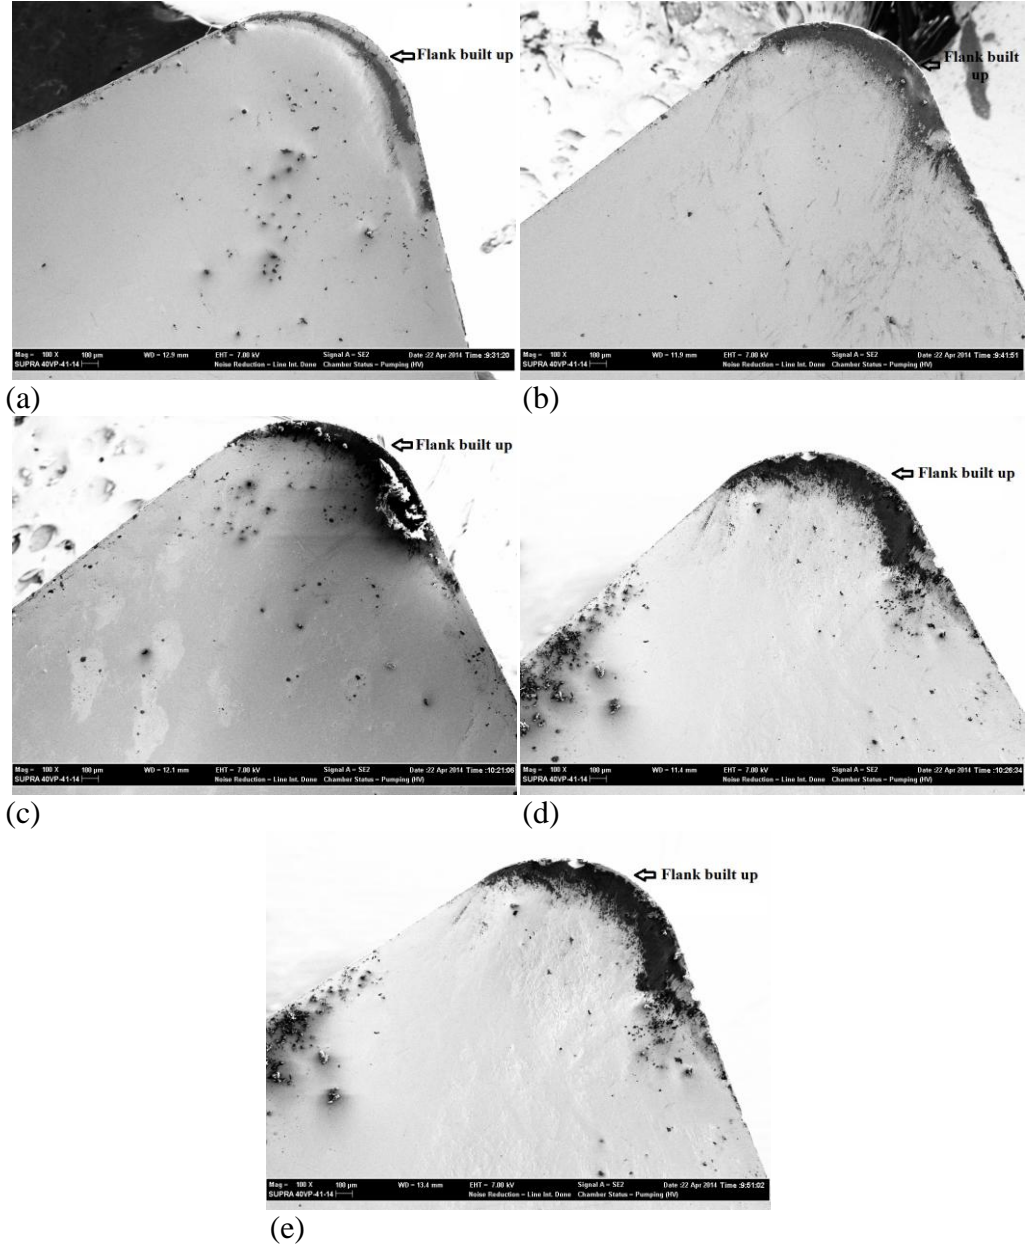 Flank built up
Mag = 100 X 100 µm WD = 12.9 mm EHT = 7.00 kV Signal A = SE2 Date :22 Apr 2014 Time :9:31:20
SUPRA 40VP-41-14 Noise Reduction = Line Int. Done Chamber Status = Pumping (HV)
(a)
Flank built
up
Mag = 100 X 100 µm WD = 11.9 mm EHT = 7.00 kV Signal A = SE2 Date :22 Apr 2014 Time :9:41:51
SUPRA 40VP-41-14 Noise Reduction = Line Int. Done Chamber Status = Pumping (HV)
(b)
Flank built up
Mag = 100 X 100 µm WD = 12.1 mm EHT = 7.00 kV Signal A = SE2 Date :22 Apr 2014 Time :10:21:06
SUPRA 40VP-41-14 Noise Reduction = Line Int. Done Chamber Status = Pumping (HV)
(c)
Flank built up
Mag = 100 X 100 µm WD = 11.4 mm EHT = 7.00 kV Signal A = SE2 Date :22 Apr 2014 Time :10:26:34
SUPRA 40VP-41-14 Noise Reduction = Line Int. Done Chamber Status = Pumping (HV)
(d)
Flank built up
Mag = 100 X 100 µm WD = 13.4 mm EHT = 7.00 kV Signal A = SE2 Date :22 Apr 2014 Time :9:51:02
SUPRA 40VP-41-14 Noise Reduction = Line Int. Done Chamber Status = Pumping (HV)
(e)